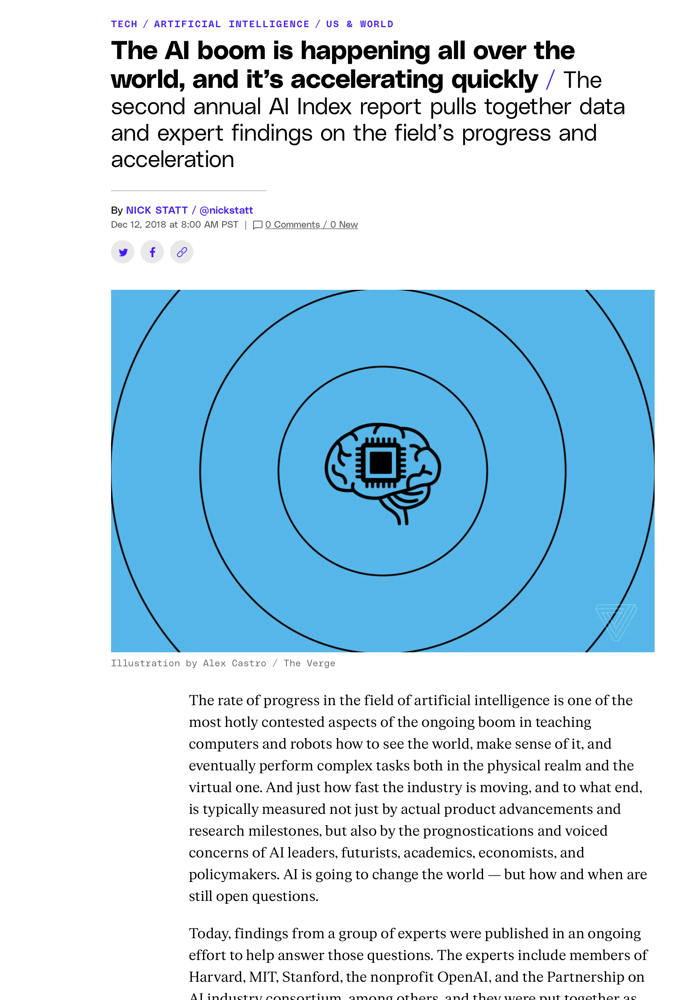 TECH / ARTIFICIAL INTELLIGENCE / US & WORLD
The AI boom is happening all over the
world, and it’s accelerating quickly / The
second annual AI Index report pulls together data
and expert findings on the field’s progress and
acceleration
By NICK STATT / @nickstatt
Dec 12, 2018 at 8:00 AM PST | 0 Comments / 0 New
Illustration by Alex Castro / The Verge
The rate of progress in the field of artificial intelligence is one of the
most hotly contested aspects of the ongoing boom in teaching
computers and robots how to see the world, make sense of it, and
eventually perform complex tasks both in the physical realm and the
virtual one. And just how fast the industry is moving, and to what end,
is typically measured not just by actual product advancements and
research milestones, but also by the prognostications and voiced
concerns of AI leaders, futurists, academics, economists, and
policymakers. AI is going to change the world — but how and when are
still open questions.
Today, findings from a group of experts were published in an ongoing
effort to help answer those questions. The experts include members of
Harvard, MIT, Stanford, the nonprofit OpenAI, and the Partnership on
AI industry consortium, among others, and they were put together as